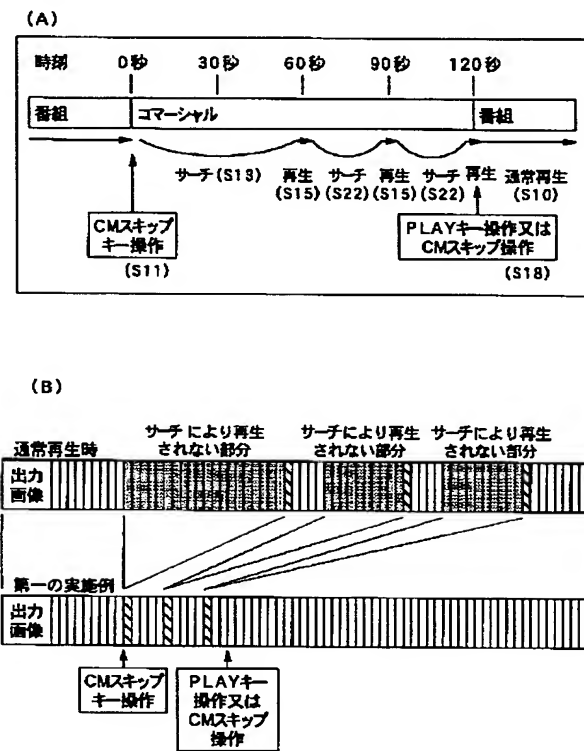 (A)
時刻 0秒 30秒 60秒 90秒 120秒
番組 コマーシャル 番組
サーチ(S13) 再生 サーチ 再生 サーチ 再生 通常再生
(S15) (S22) (S15) (S22) (S10)
CMスキップ
キー操作
(S11)
PLAYキー操作又は
CMスキップ操作
(S18)
(B)
通常再生時
サーチにより再生
されない部分
サーチにより再生
されない部分
サーチにより再生
されない部分
出力
画像
第一の実施例
出力
画像
CMスキップ
キー操作
PLAYキー
操作又は
CMスキップ
操作